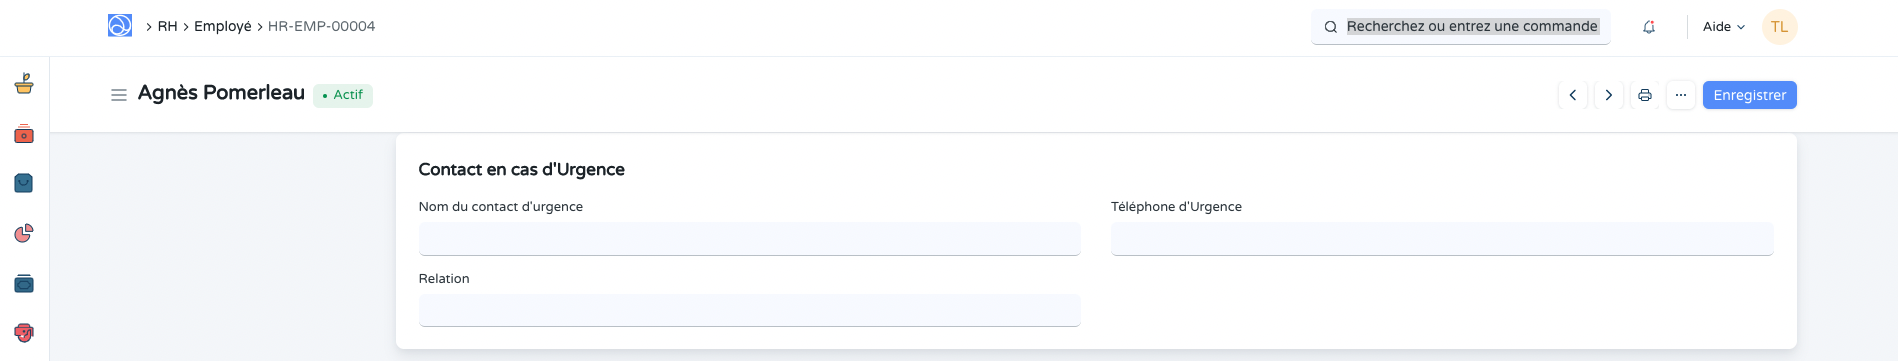 RH > Employé > HR-EMP-00004
Recherchez ou entrez une commande
Aide
TL
Agnès Pomerleau
Actif
Enregistrer
Contact en cas d'Urgence
Nom du contact d'urgence
Téléphone d'Urgence
Relation